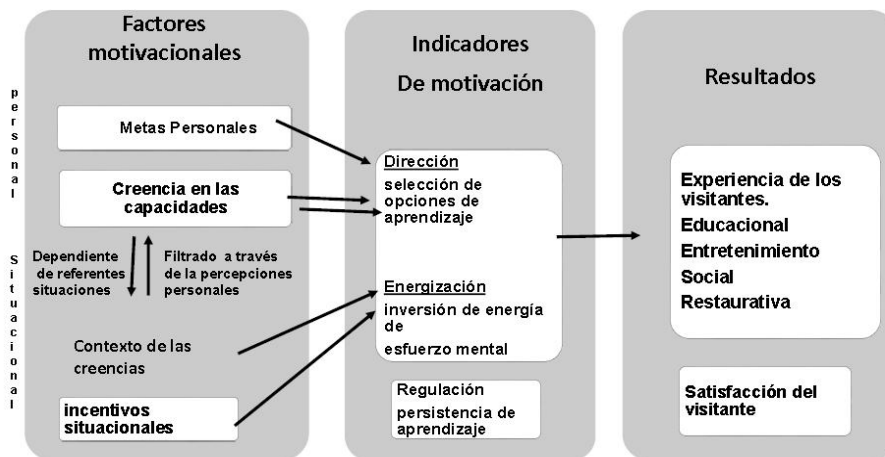 Factores
motivacionales
personal
Situacional
Metas Personales
Creencia en las
capacidades
Dependiente
de referentes
situaciones
Filtrado a través
de la percepciones
personales
Contexto de las
creencias
incentivos
situacionales
Indicadores
De motivación
Dirección
selección de
opciones de
aprendizaje
Energización
inversión de energía
de
esfuerzo mental
Regulación
persistencia de
aprendizaje
Resultados
Experiencia de los
visitantes.
Educacional
Entretenimiento
Social
Restaurativa
Satisfacción del
visitante